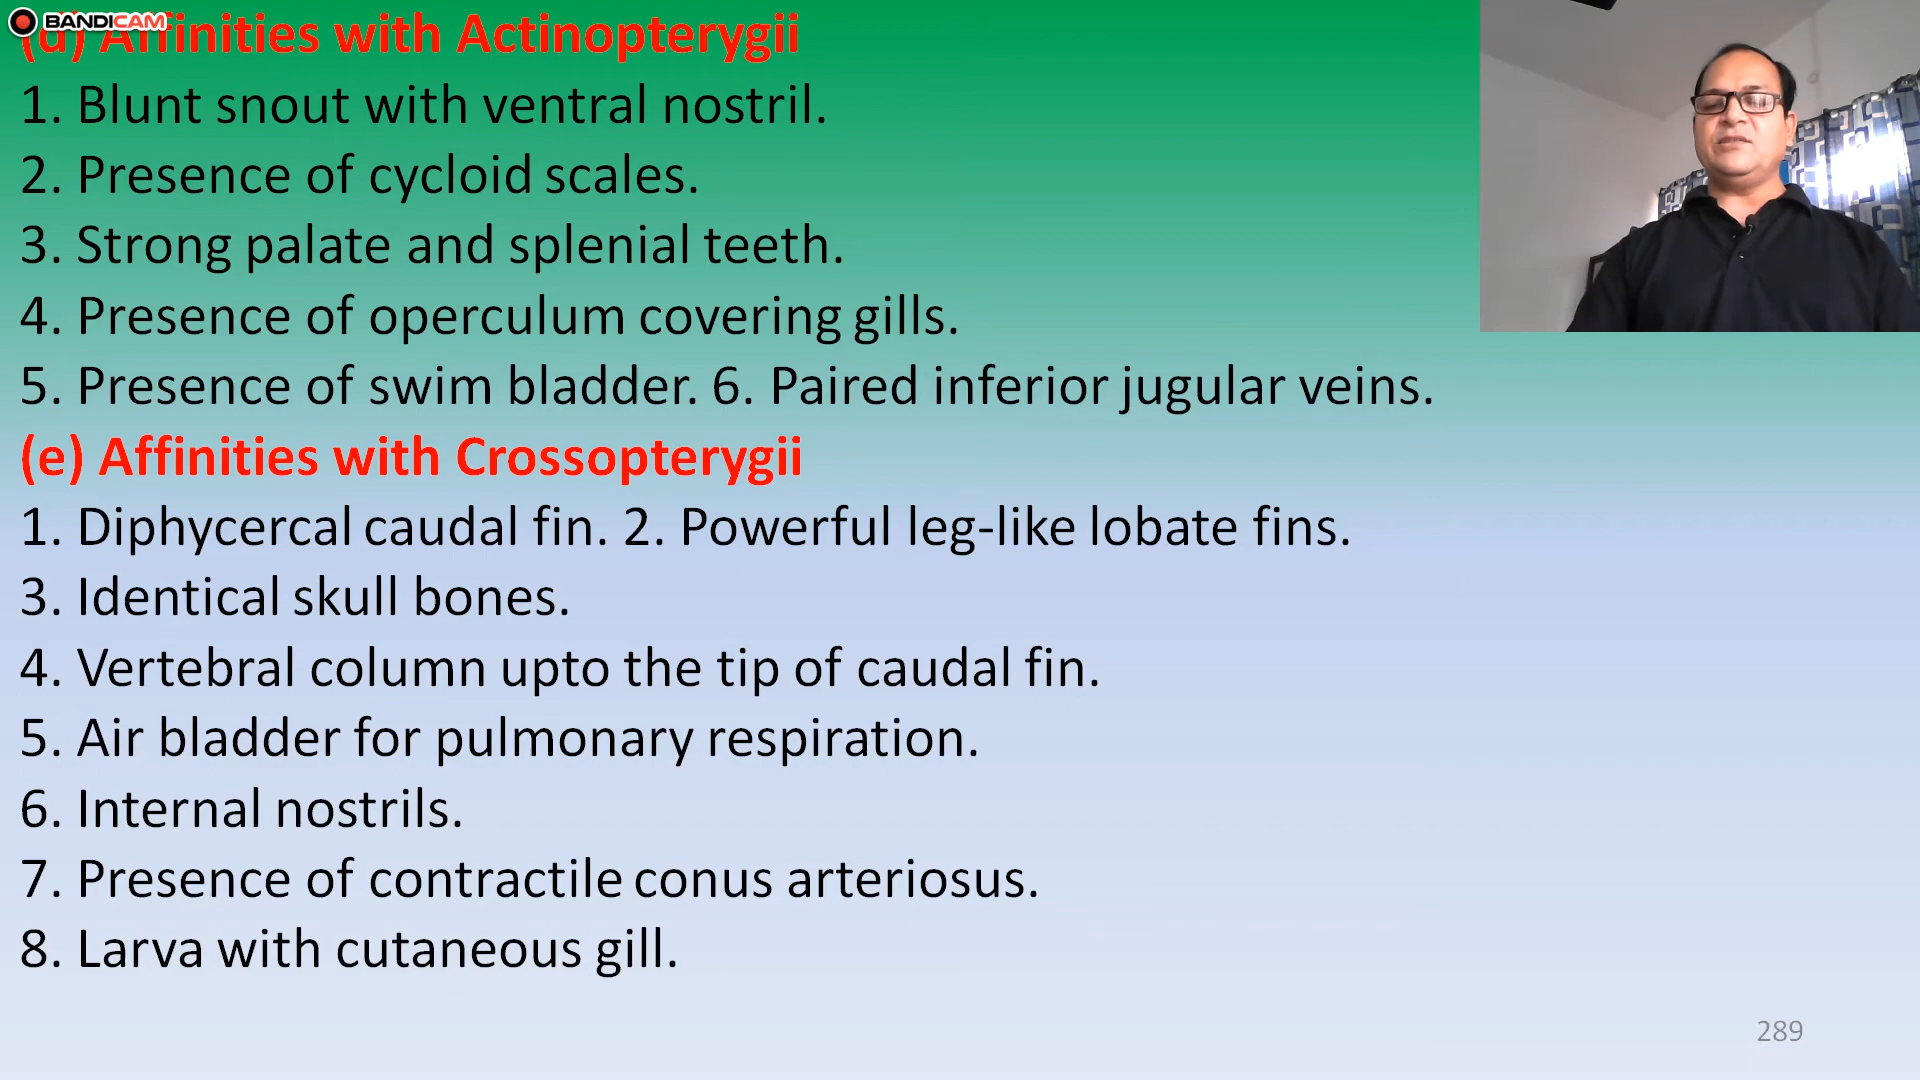 BANDICAM
(d) Affinities with Actinopterygii
1. Blunt snout with ventral nostril.
2. Presence of cycloid scales.
3. Strong palate and splenial teeth.
4. Presence of operculum covering gills.
5. Presence of swim bladder. 6. Paired inferior jugular veins.
(e) Affinities with Crossopterygii
1. Diphycercal caudal fin. 2. Powerful leg-like lobate fins.
3. Identical skull bones.
4. Vertebral column upto the tip of caudal fin.
5. Air bladder for pulmonary respiration.
6. Internal nostrils.
7. Presence of contractile conus arteriosus.
8. Larva with cutaneous gill.
289